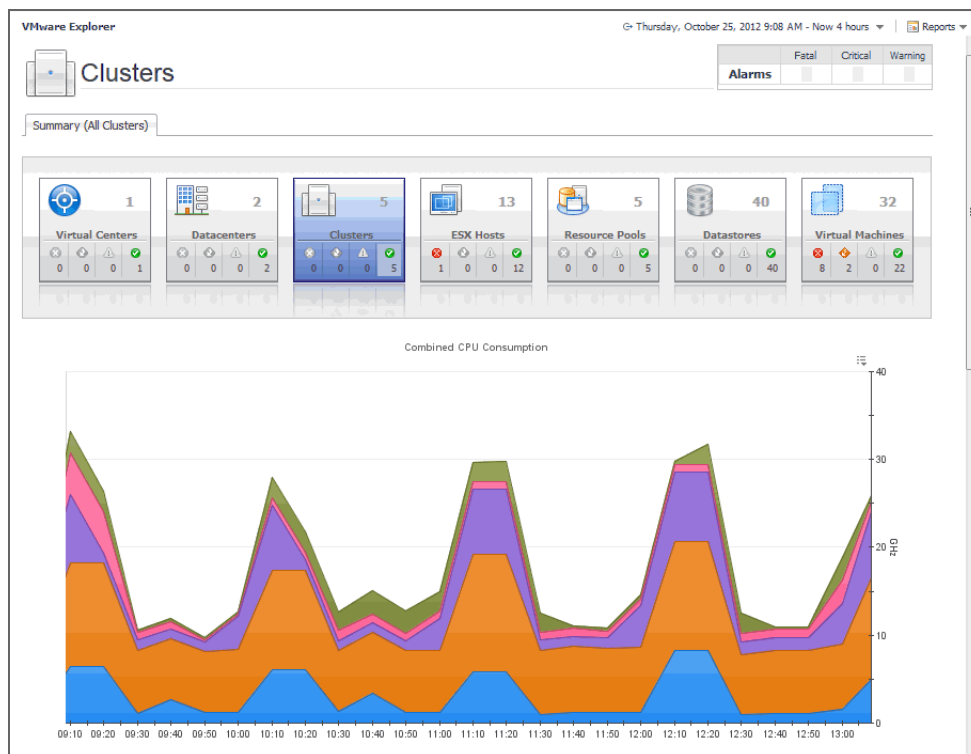 VMware Explorer
Thursday, October 25, 2012 9:08 AM - Now 4 hours
Reports
Clusters
Fatal Critical Warning
Alarms
Summary (All Clusters)
1 2 5 13 5 40 32
Virtual Centers Datacenters Clusters ESX Hosts Resource Pools Datastores Virtual Machines
0 0 0 1 0 0 0 2 0 0 0 5 1 0 0 12 0 0 0 5 0 0 0 40 8 2 0 22
Combined CPU Consumption
40
30
20
GHz
10
0
09:10 09:20 09:30 09:40 09:50 10:00 10:10 10:20 10:30 10:40 10:50 11:00 11:10 11:20 11:30 11:40 11:50 12:00 12:10 12:20 12:30 12:40 12:50 13:00